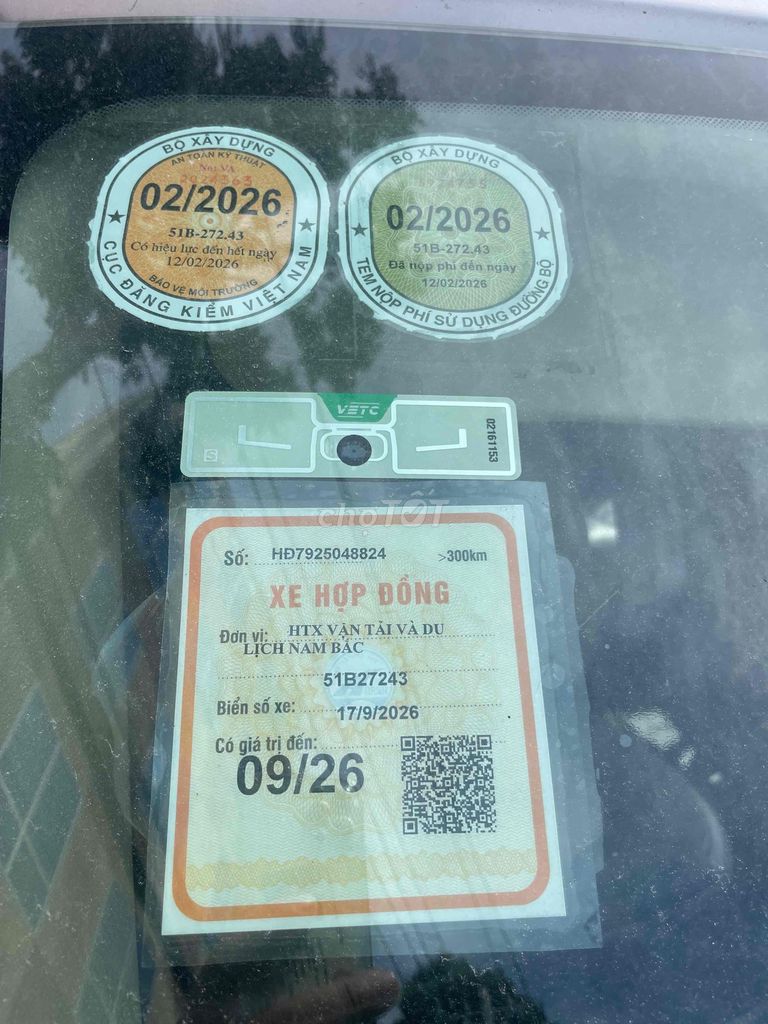 BỘ XÂY DỰNG
AN TOÀN KỸ THUẬT
No: VA
02/2026
51B-272.43
Có hiệu lực đến hết ngày
12/02/2026
BẢO VỆ MÔI TRƯỜNG
CỤC ĐĂNG KIỂM VIỆT NAM
BỘ XÂY DỰNG
02/2026
51B-272.43
Đã nộp phí đến ngày
12/02/2026
TEM NỘP PHÍ SỬ DỤNG ĐƯỜNG BỘ
VETC
S
02161153
choTỐT
Số: HĐ7925048824 >300km
XE HỢP ĐỒNG
Đơn vị: HTX VẬN TẢI VÀ DU
LỊCH NAM BẮC
51B27243
Biển số xe: 17/9/2026
Có giá trị đến:
09/26